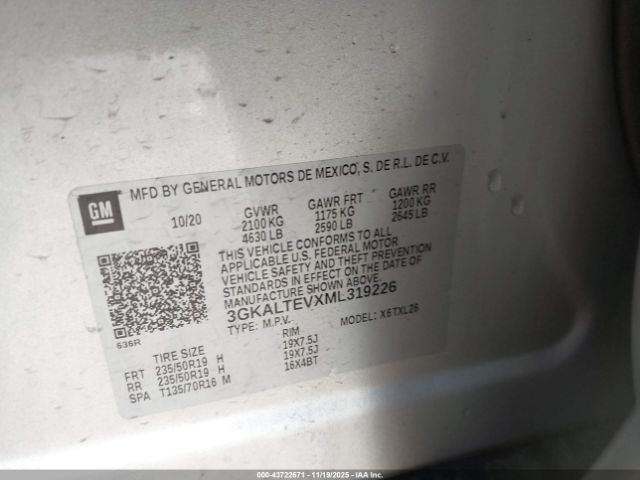 MFD BY GENERAL MOTORS DE MEXICO, S. DE R.L. DE C.V.
GM
10/20 GVWR GAWR FRT GAWR RR
2100 KG 1175 KG 1200 KG
4630 LB 2590 LB 2645 LB
THIS VEHICLE CONFORMS TO ALL
APPLICABLE U.S. FEDERAL MOTOR
VEHICLE SAFETY AND THEFT PREVENTION
STANDARDS IN EFFECT ON THE DATE OF
MANUFACTURE SHOWN ABOVE
3GKALTEVXML319226
TYPE: M.P.V. MODEL: X6TXL26
636R
TIRE SIZE RIM
FRT 235/50R19 H 19X7.5J
RR 235/50R19 H 19X7.5J
SPA T135/70R16 M 16X4BT
000-43722671 - 11/19/2025 - IAA Inc.